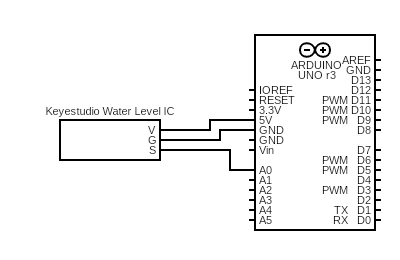 ARDUINO
UNO r3
AREF
GND
D13
IOREF D12
RESET PWM D11
3.3V PWM D10
5V PWM D9
GND D8
GND
Vin D7
PWM D6
A0 PWM D5
A1 D4
A2 PWM D3
A3 D2
A4 TX D1
A5 RX D0
Keyestudio Water Level IC
V
G
S